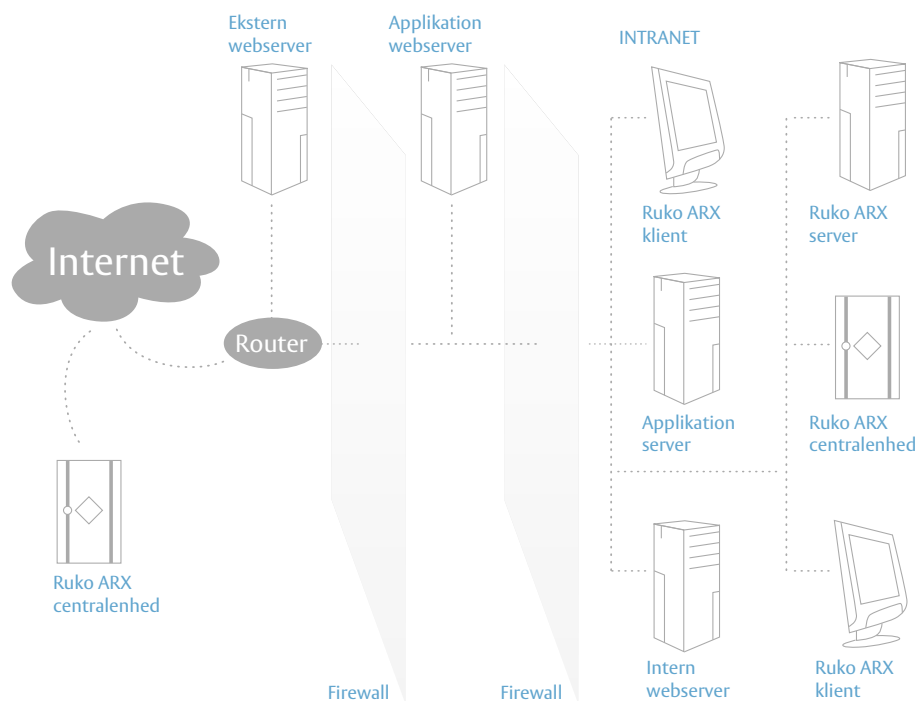 Ekstern
webserver
Applikation
webserver
INTRANET
Ruko ARX
klient
Ruko ARX
server
Internet
Router
Applikation
server
Ruko ARX
centralenhed
Ruko ARX
centralenhed
Intern
webserver
Ruko ARX
klient
Firewall
Firewall